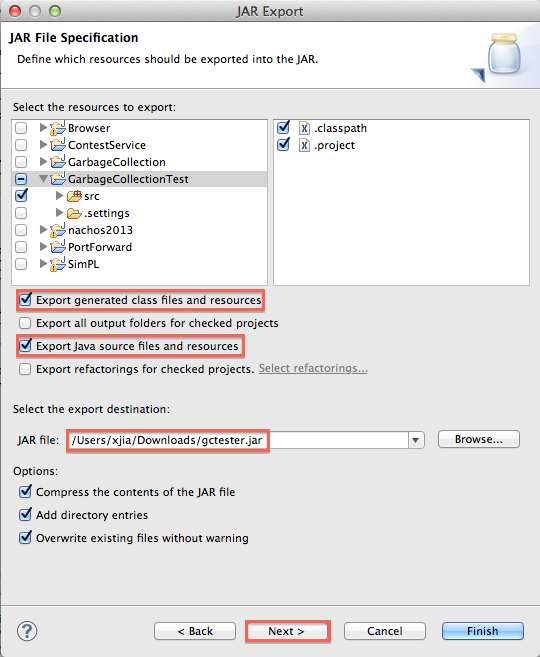 JAR Export
JAR File Specification
Define which resources should be exported into the JAR.
Select the resources to export:
Browser
ContestService
GarbageCollection
GarbageCollectionTest
src
.settings
nachos2013
PortForward
SimPL
.classpath
.project
Export generated class files and resources
Export all output folders for checked projects
Export Java source files and resources
Export refactorings for checked projects. Select refactorings...
Select the export destination:
JAR file: /Users/xjia/Downloads/gctester.jar Browse...
Options:
Compress the contents of the JAR file
Add directory entries
Overwrite existing files without warning
? < Back Next > Cancel Finish